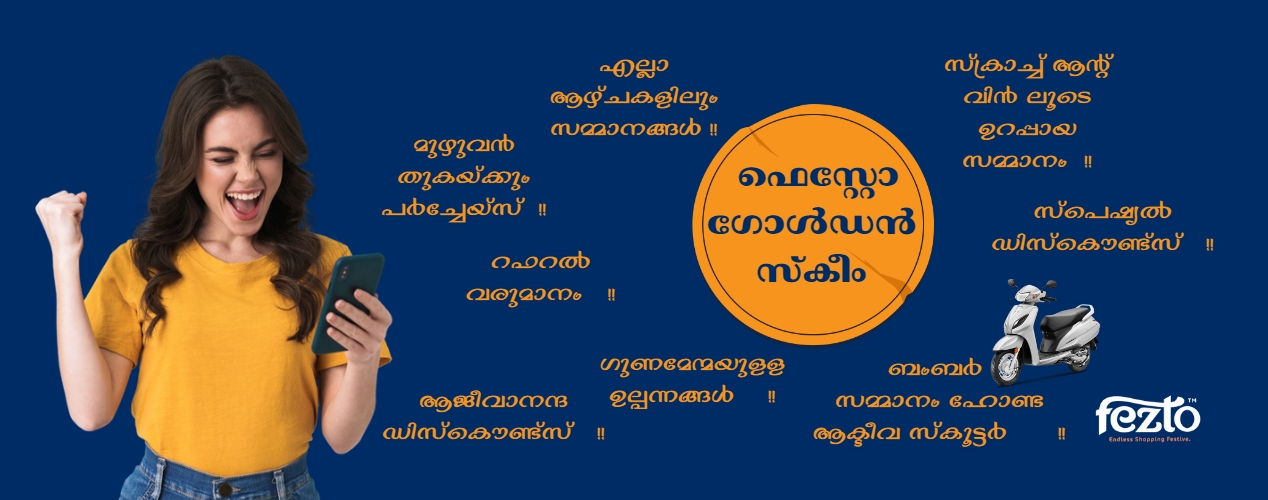 എല്ലാ
ആഴ്ചകളിലും
സമ്മാനങ്ങൾ !!
മുഴുവൻ
തുകയ്ക്കും
പർച്ചേയ്സ് !!
റഫറൽ
വരുമാനം !!
ആജീവാനന്ദ
ഡിസ്കൌണ്ട്സ് !!
ഗുണമേന്മയുളള
ഉല്പന്നങ്ങൾ !!
ഫെസ്റ്റോ
ഗോൾഡൻ
സ്കീം
സ്ക്രാച്ച് ആന്റ്
വിൻ ലൂടെ
ഉറപ്പായ
സമ്മാനം !!
സ്പെഷ്യൽ
ഡിസ്കൌണ്ട്സ് !!
ബംബർ
സമ്മാനം ഹോണ്ട
ആക്ടീവ സ്കൂട്ടർ !!
fezto™
Endless Shopping Festive.